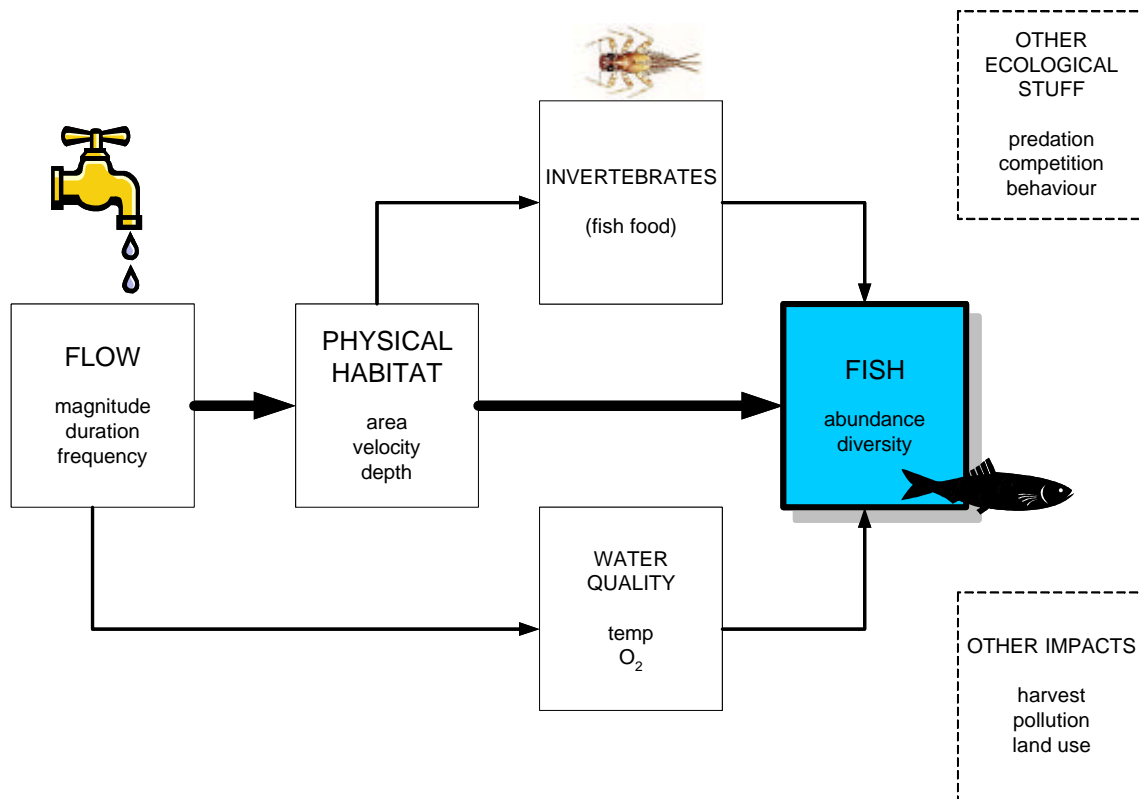 OTHER
ECOLOGICAL
STUFF
predation
competition
behaviour
INVERTEBRATES
(fish food)
FLOW
magnitude
duration
frequency
PHYSICAL
HABITAT
area
velocity
depth
FISH
abundance
diversity
WATER
QUALITY
temp
O₂
OTHER IMPACTS
harvest
pollution
land use